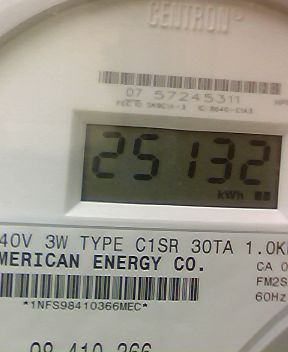 CENTRON
07 57245311
25132
kWh
40V 3W TYPE C1SR 30TA 1.0K
MERICAN ENERGY CO.
CA 0
FM2S
60Hz
*1NFS98410366MEC*
98 410 366